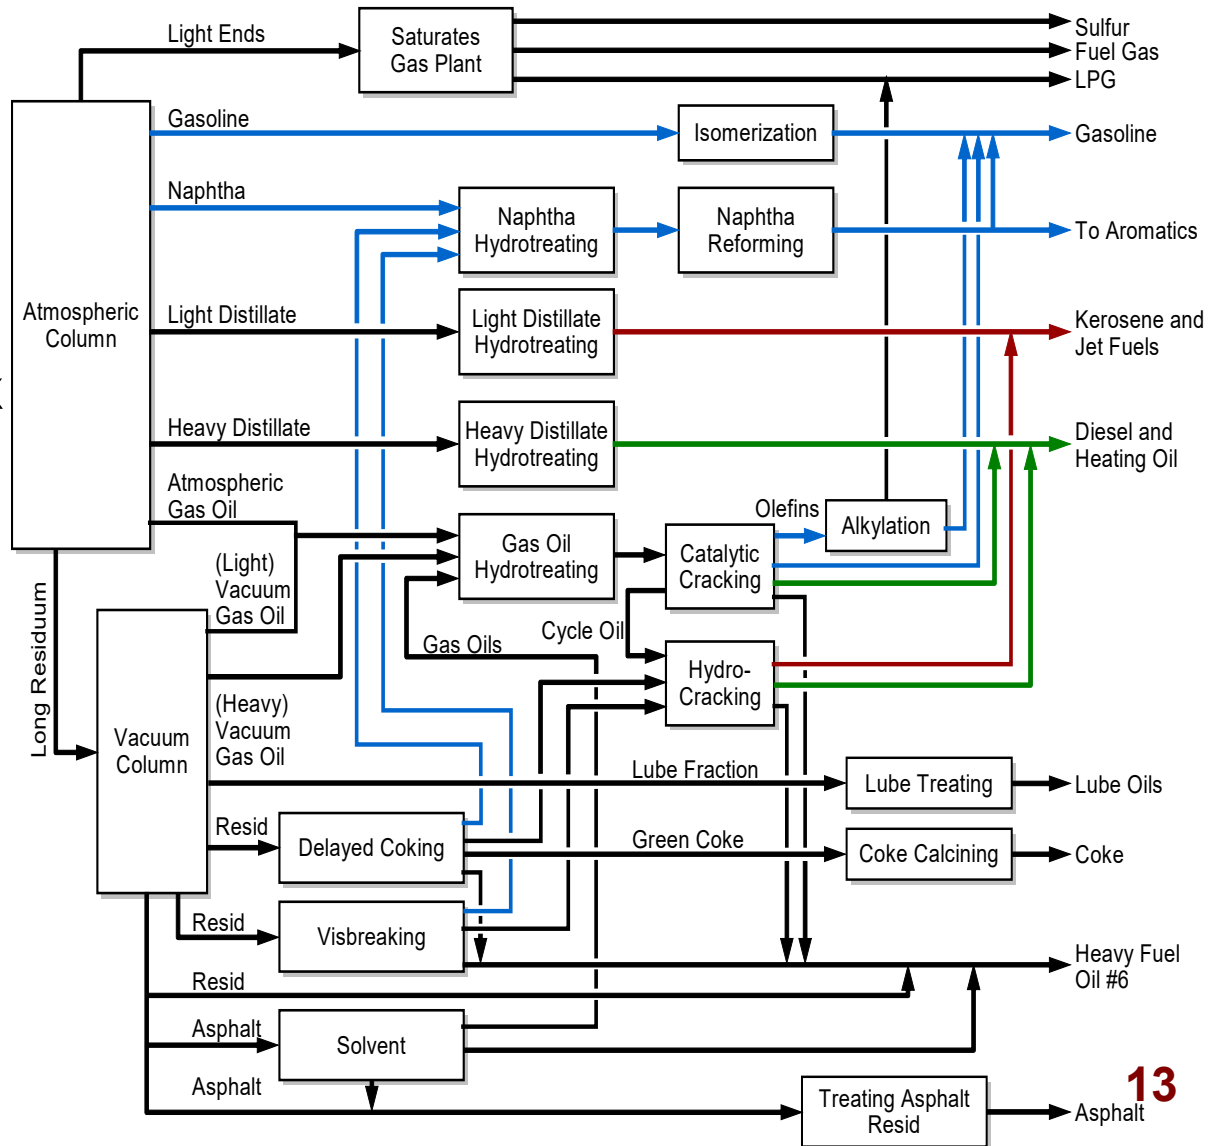 Light Ends
Saturates
Gas Plant
Sulfur
Fuel Gas
LPG
Gasoline
Isomerization
Gasoline
Naphtha
Naphtha
Hydrotreating
Naphtha
Reforming
To Aromatics
Atmospheric
Column
Light Distillate
Light Distillate
Hydrotreating
Kerosene and
Jet Fuels
Heavy Distillate
Heavy Distillate
Hydrotreating
Diesel and
Heating Oil
Atmospheric
Gas Oil
(Light)
Vacuum
Gas Oil
Gas Oil
Hydrotreating
Catalytic
Cracking
Olefins
Alkylation
Long Residuum
Gas Oils
Cycle Oil
Hydro-
Cracking
Vacuum
Column
(Heavy)
Vacuum
Gas Oil
Lube Fraction
Lube Treating
Lube Oils
Resid
Delayed Coking
Green Coke
Coke Calcining
Coke
Resid
Visbreaking
Heavy Fuel
Oil #6
Resid
Asphalt
Solvent
Asphalt
Treating Asphalt
Resid
Asphalt
13